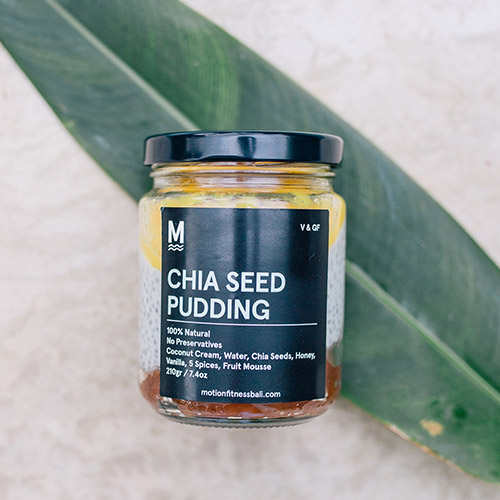 M
V & GF
CHIA SEED
PUDDING
100% Natural
No Preservatives
Coconut Cream, Water, Chia Seeds, Honey,
Vanilla, 5 Spices, Fruit Mousse
210gr / 7.4oz
motionfitnessbali.com